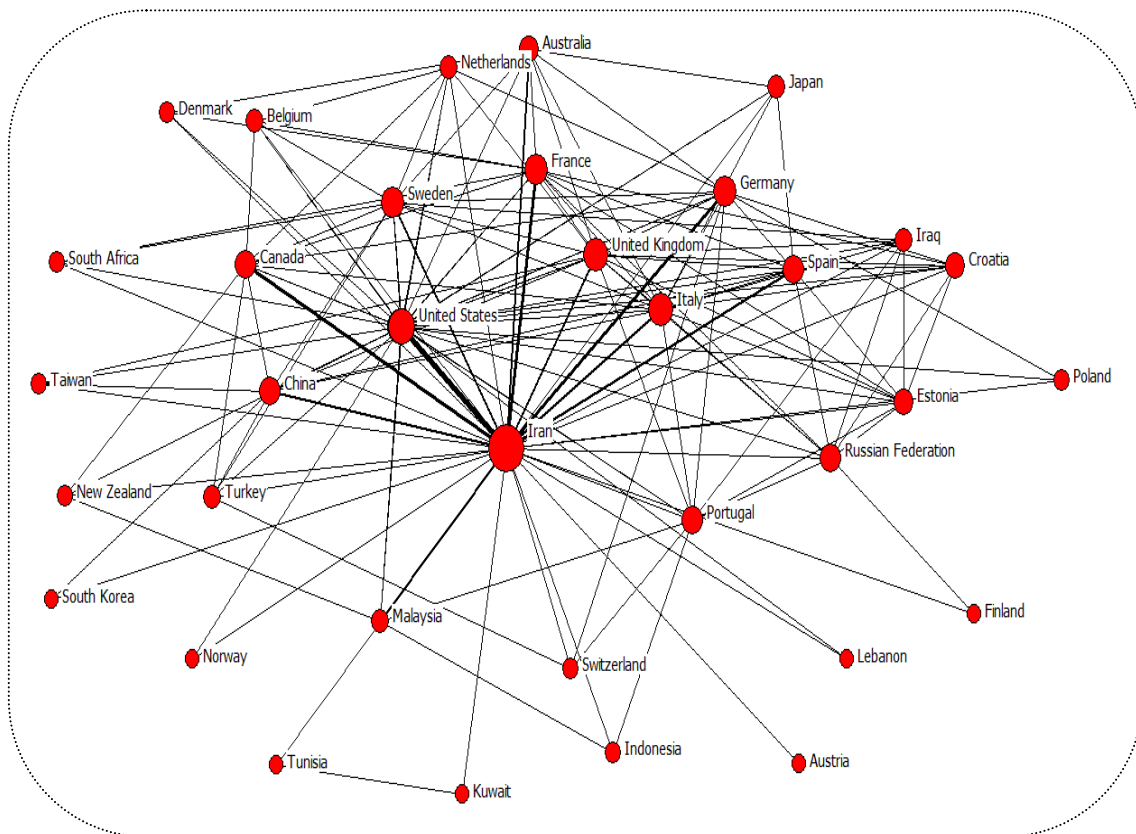 Australia
Netherlands
Japan
Denmark
Belgium
France
Germany
Sweden
Iraq
United Kingdom
South Africa
Canada
Spain
Croatia
Italy
United States
Taiwan
China
Poland
Estonia
Iran
Russian Federation
New Zealand
Turkey
Portugal
South Korea
Malaysia
Finland
Norway
Switzerland
Lebanon
Indonesia
Tunisia
Austria
Kuwait